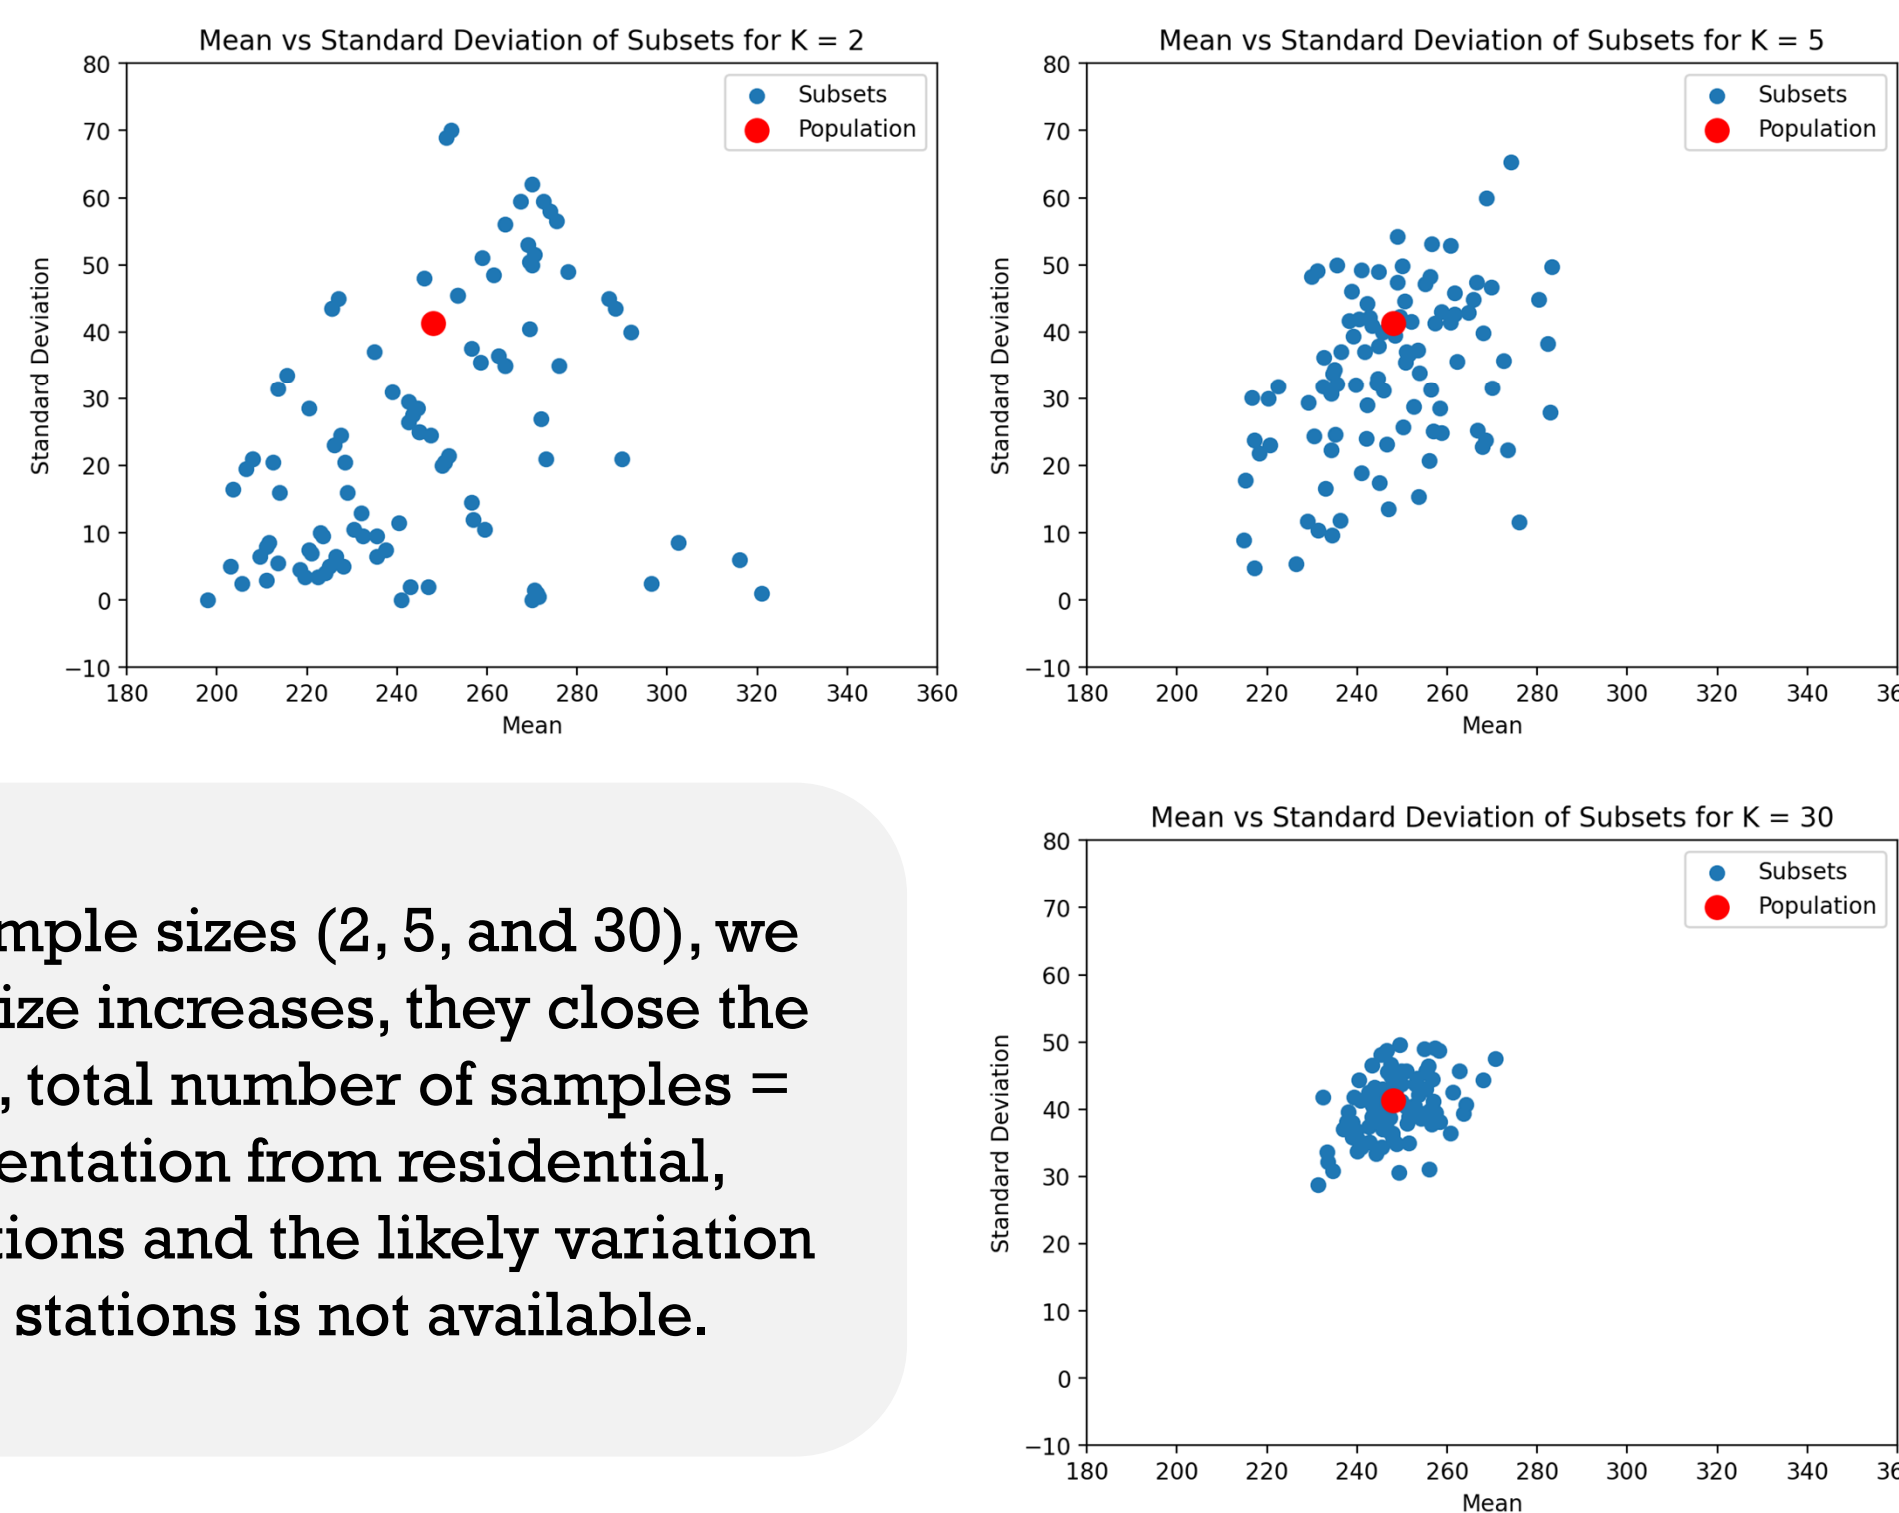 Mean vs Standard Deviation of Subsets for K = 2
80
70
60
50
40
30
20
10
0
−10
Standard Deviation
Subsets
Population
180 200 220 240 260 280 300 320 340 360
Mean
Mean vs Standard Deviation of Subsets for K = 5
80
70
60
50
40
30
20
10
0
−10
Standard Deviation
Subsets
Population
180 200 220 240 260 280 300 320 340 36
Mean
mple sizes (2, 5, and 30), we
ize increases, they close the
, total number of samples =
entation from residential,
tions and the likely variation
stations is not available.
Mean vs Standard Deviation of Subsets for K = 30
80
70
60
50
40
30
20
10
0
−10
Standard Deviation
Subsets
Population
180 200 220 240 260 280 300 320 340 36
Mean